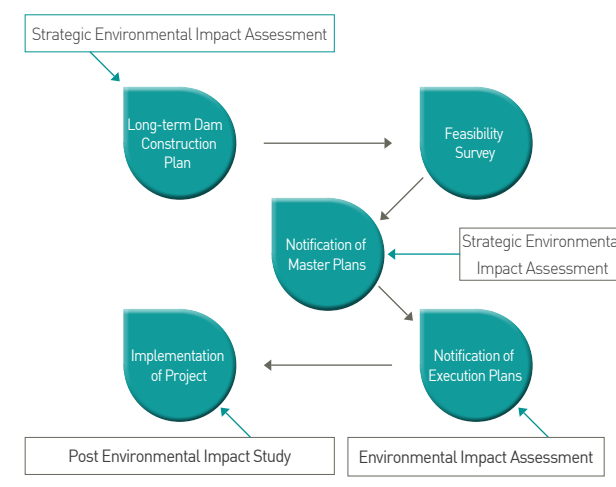 Strategic Environmental Impact Assessment
Long-term Dam
Construction
Plan
Feasibility
Survey
Notification of
Master Plans
Strategic Environmenta
Impact Assessment
Implementation
of Project
Notification of
Execution Plans
Post Environmental Impact Study
Environmental Impact Assessment